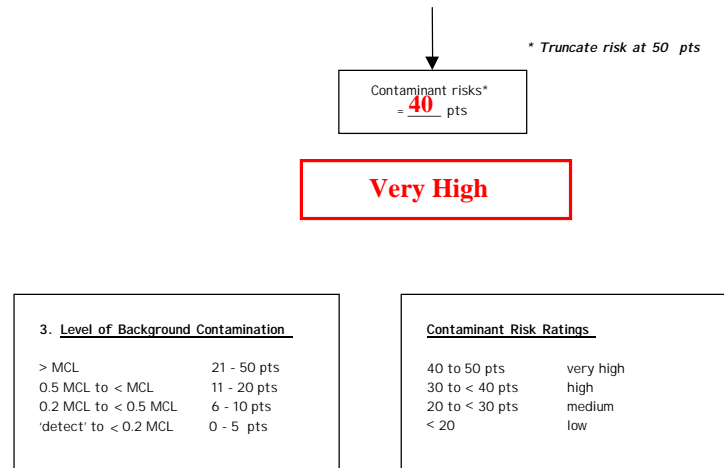 * Truncate risk at 50 pts
Contaminant risks*
= 40 pts
Very High
3. Level of Background Contamination
> MCL 21 - 50 pts
0.5 MCL to < MCL 11 - 20 pts
0.2 MCL to < 0.5 MCL 6 - 10 pts
'detect' to < 0.2 MCL 0 - 5 pts
Contaminant Risk Ratings
40 to 50 pts very high
30 to < 40 pts high
20 to < 30 pts medium
< 20 low